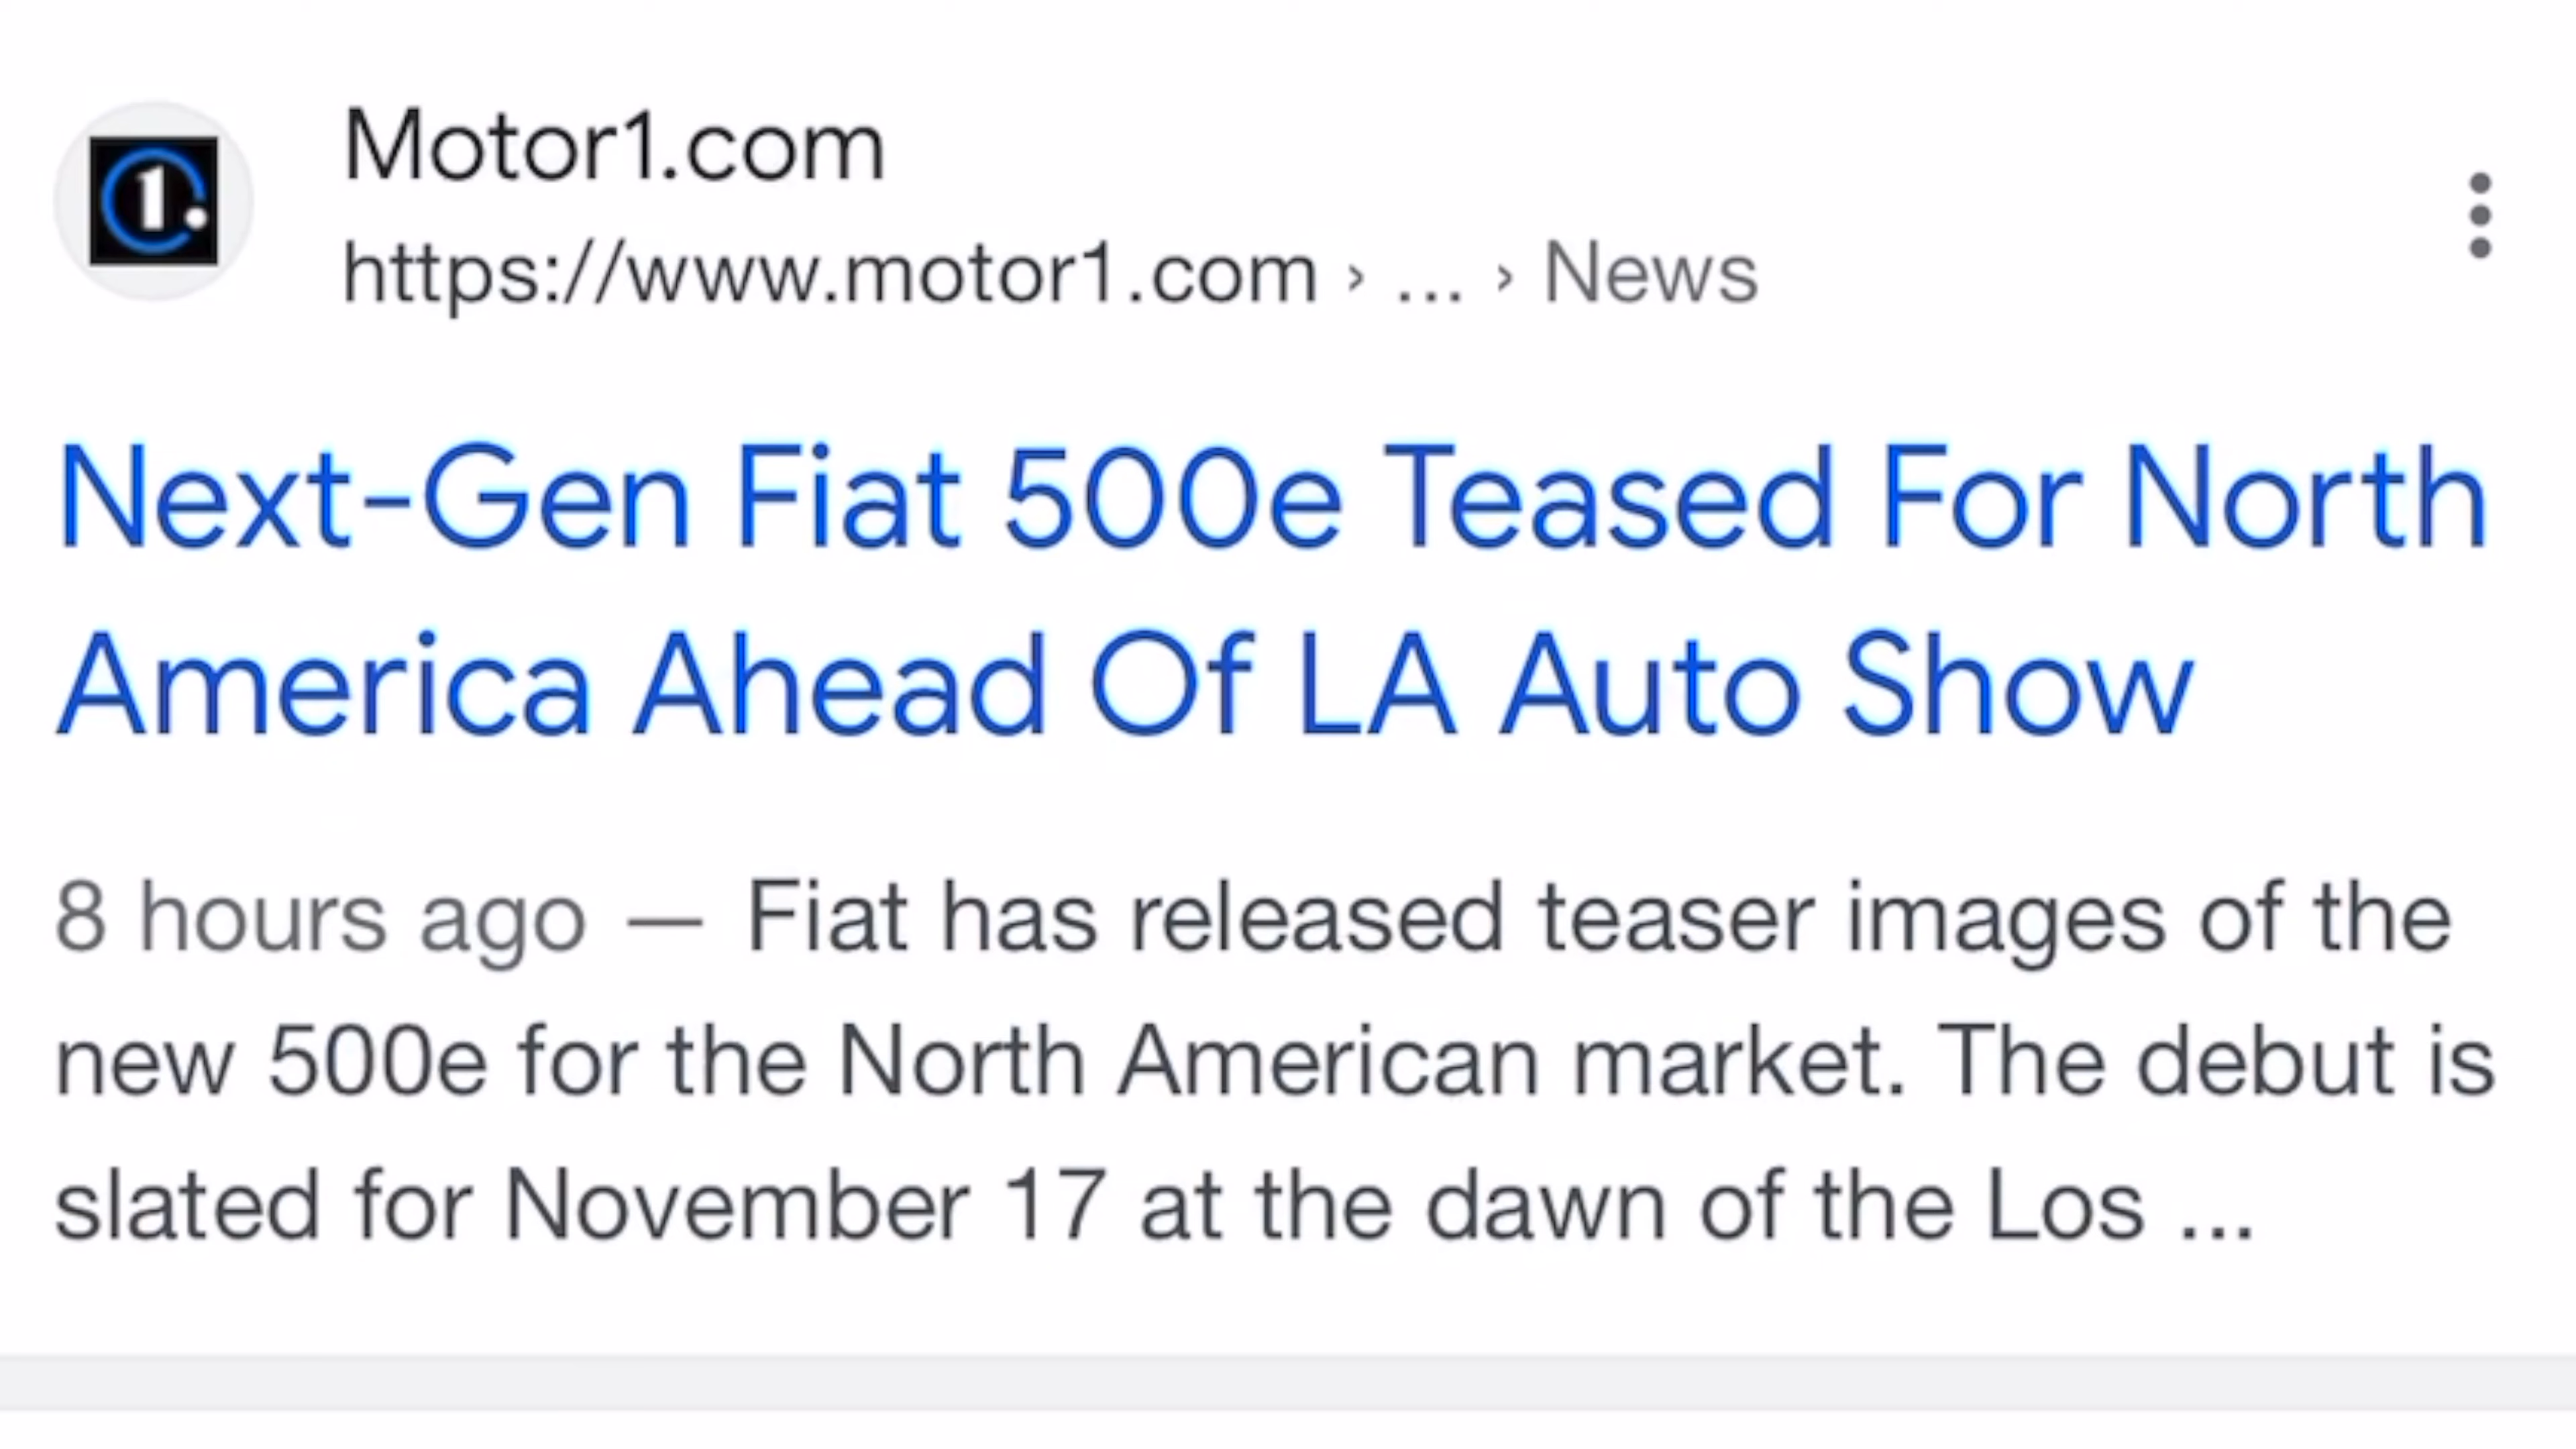 1.
Motor1.com
https://www.motor1.com › ... › News
Next-Gen Fiat 500e Teased For North
America Ahead Of LA Auto Show
8 hours ago — Fiat has released teaser images of the
new 500e for the North American market. The debut is
slated for November 17 at the dawn of the Los ...